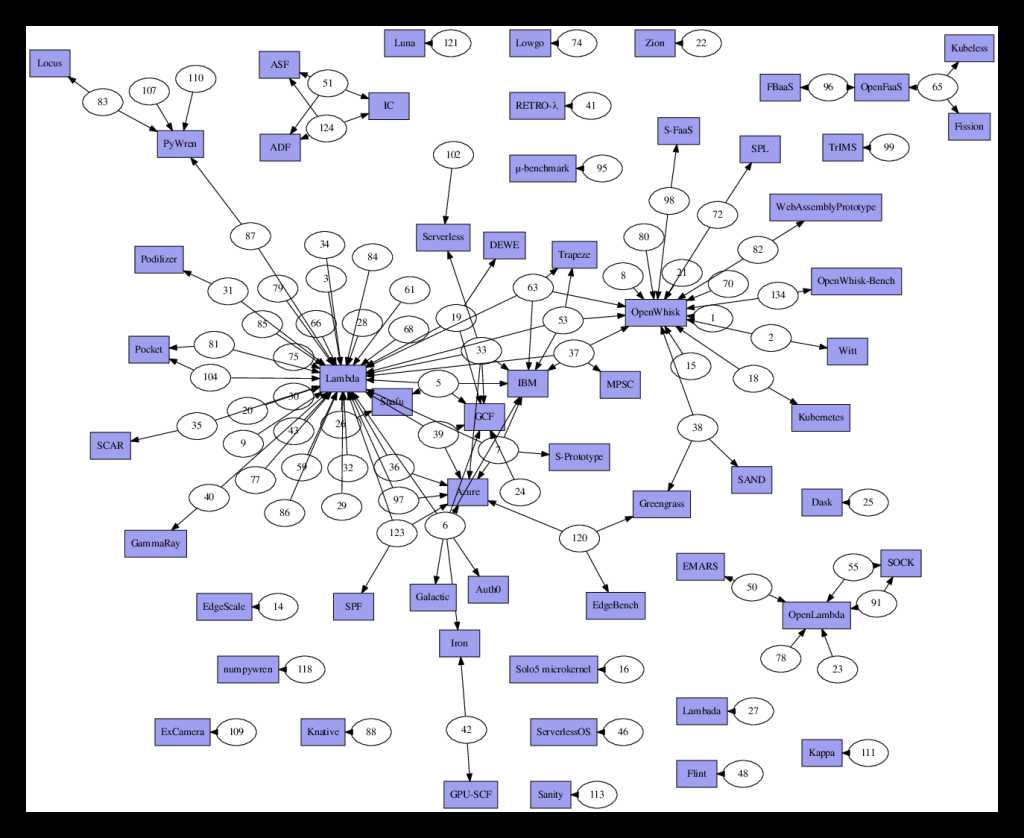 Luna
121
Lowgo
74
Zion
22
Kubeless
Locus
ASF
51
110
107
83
IC
FBaaS
96
OpenFaaS
65
RETRO-λ
41
124
Fission
PyWren
ADF
S-FaaS
SPL
TrIMS
99
102
μ-benchmark
95
98
72
WebAssemblyPrototype
87
34
Serverless
DEWE
80
82
Podilizer
84
Trapeze
8
21
70
OpenWhisk-Bench
31
79
3
61
63
134
85
66
28
68
19
53
OpenWhisk
1
2
Pocket
81
75
33
37
15
Witt
104
Lambda
5
IBM
MPSC
18
20
30
Snafu
GCF
Kubernetes
35
9
43
26
39
7
38
SCAR
S-Prototype
77
59
32
36
SAND
40
86
29
97
Azure
24
Greengrass
Dask
25
GammaRay
123
6
120
EMARS
55
SOCK
50
91
EdgeScale
14
SPF
Galactic
Auth0
EdgeBench
OpenLambda
Iron
78
23
numpywren
118
Solo5 microkernel
16
Lambada
27
ExCamera
109
Knative
88
42
ServerlessOS
46
Kappa
111
Flint
48
GPU-SCF
Sanity
113